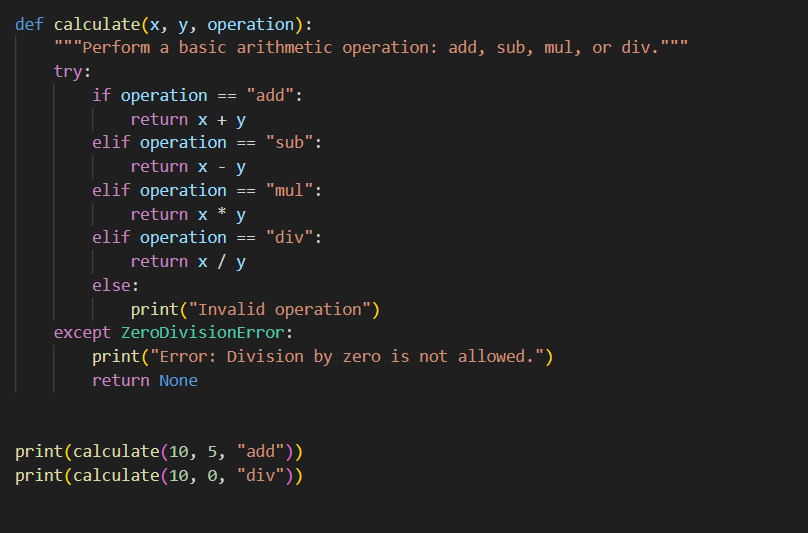 def calculate(x, y, operation):
    """Perform a basic arithmetic operation: add, sub, mul, or div."""
    try:
        if operation == "add":
            return x + y
        elif operation == "sub":
            return x - y
        elif operation == "mul":
            return x * y
        elif operation == "div":
            return x / y
        else:
            print("Invalid operation")
    except ZeroDivisionError:
        print("Error: Division by zero is not allowed.")
        return None


print(calculate(10, 5, "add"))
print(calculate(10, 0, "div"))